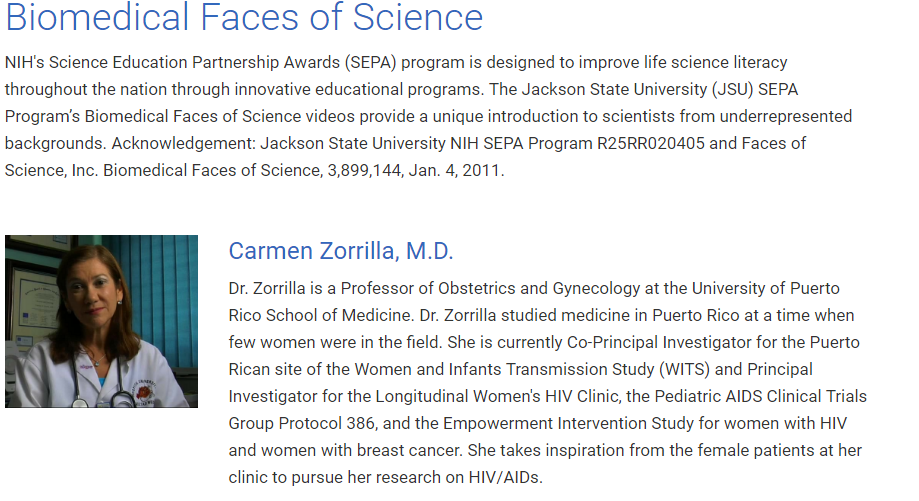 Biomedical Faces of Science
NIH's Science Education Partnership Awards (SEPA) program is designed to improve life science literacy
throughout the nation through innovative educational programs. The Jackson State University (JSU) SEPA
Program’s Biomedical Faces of Science videos provide a unique introduction to scientists from underrepresented
backgrounds. Acknowledgement: Jackson State University NIH SEPA Program R25RR020405 and Faces of
Science, Inc. Biomedical Faces of Science, 3,899,144, Jan. 4, 2011.
Carmen Zorrilla, M.D.
Dr. Zorrilla is a Professor of Obstetrics and Gynecology at the University of Puerto
Rico School of Medicine. Dr. Zorrilla studied medicine in Puerto Rico at a time when
few women were in the field. She is currently Co-Principal Investigator for the Puerto
Rican site of the Women and Infants Transmission Study (WITS) and Principal
Investigator for the Longitudinal Women's HIV Clinic, the Pediatric AIDS Clinical Trials
Group Protocol 386, and the Empowerment Intervention Study for women with HIV
and women with breast cancer. She takes inspiration from the female patients at her
clinic to pursue her research on HIV/AIDs.